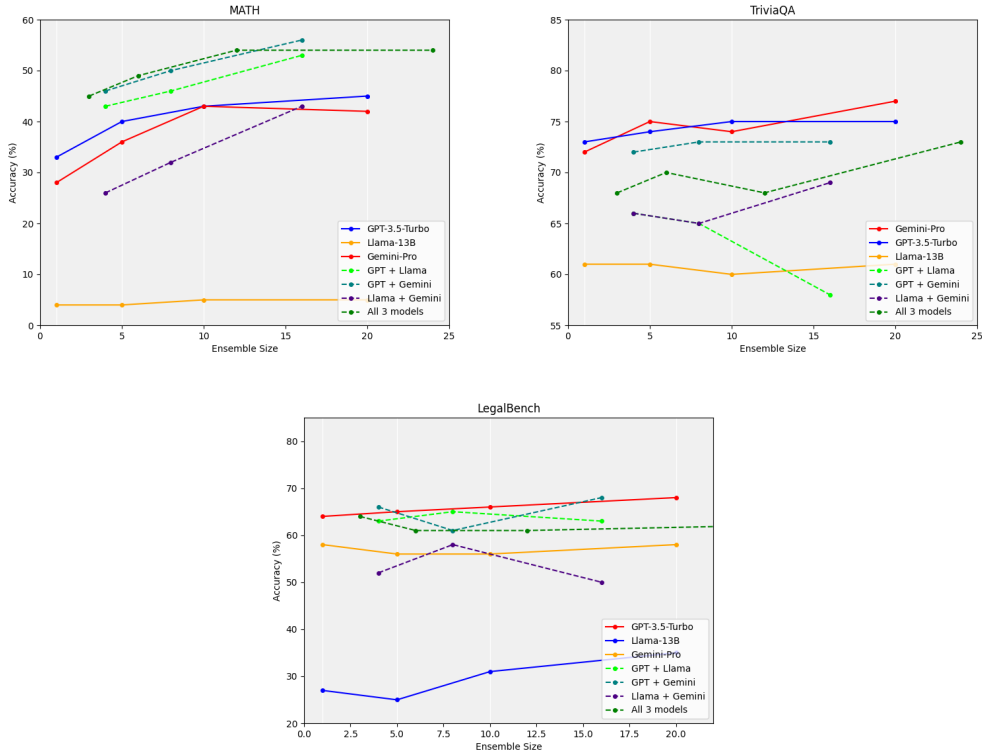 MATH
60
50
40
30
20
10
0
Accuracy (%)
0
5
10
15
20
25
Ensemble Size
GPT-3.5-Turbo
Llama-13B
Gemini-Pro
GPT + Llama
GPT + Gemini
Llama + Gemini
All 3 models
TriviaQA
85
80
75
70
65
60
55
Accuracy (%)
0
5
10
15
20
25
Ensemble Size
Gemini-Pro
GPT-3.5-Turbo
Llama-13B
GPT + Llama
GPT + Gemini
Llama + Gemini
All 3 models
LegalBench
80
70
60
50
40
30
20
Accuracy (%)
0.0
2.5
5.0
7.5
10.0
12.5
15.0
17.5
20.0
Ensemble Size
GPT-3.5-Turbo
Llama-13B
Gemini-Pro
GPT + Llama
GPT + Gemini
Llama + Gemini
All 3 models